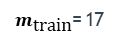 m_train = 17